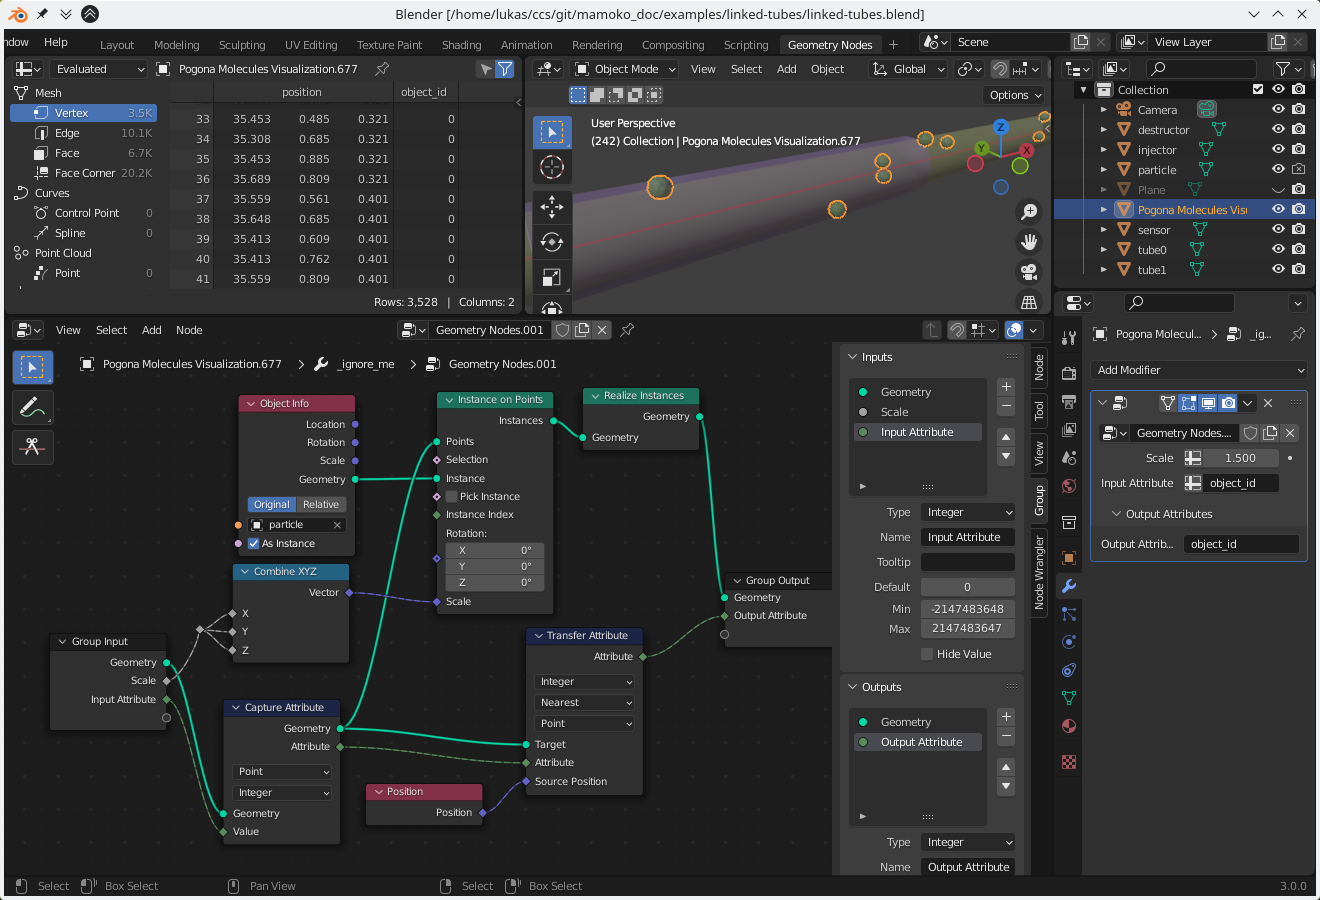 Blender [/home/lukas/ccs/git/mamoko_doc/examples/linked-tubes/linked-tubes.blend]
ndow Help Layout Modeling Sculpting UV Editing Texture Paint Shading Animation Rendering Compositing Scripting Geometry Nodes + Scene View Layer
Evaluated Pogona Molecules Visualization.677
Mesh
Vertex 3.5K
Edge 10.1K
Face 6.7K
Face Corner 20.2K
Curves
Control Point 0
Spline 0
Point Cloud
Point 0
position object_id
33 35.453 0.485 0.321 0
34 35.308 0.685 0.321 0
35 35.453 0.885 0.321 0
36 35.689 0.809 0.321 0
37 35.559 0.561 0.401 0
38 35.648 0.685 0.401 0
39 35.413 0.609 0.401 0
40 35.413 0.762 0.401 0
41 35.559 0.809 0.401 0
Rows: 3,528 | Columns: 2
Object Mode View Select Add Object Global
Options
User Perspective
(242) Collection | Pogona Molecules Visualization.677
Z
Y
X
Collection
Camera
destructor
injector
particle
Plane
Pogona Molecules Visu
sensor
tube0
tube1
View Select Add Node Geometry Nodes.001
Pogona Molecules Visualization.677 > _ignore_me > Geometry Nodes.001
Object Info
Location
Rotation
Scale
Geometry
Original Relative
particle
As Instance
Combine XYZ
Vector
X
Y
Z
Group Input
Geometry
Scale
Input Attribute
Capture Attribute
Geometry
Attribute
Point
Integer
Geometry
Value
Position
Position
Instance on Points
Instances
Points
Selection
Instance
Pick Instance
Instance Index
Rotation:
X 0°
Y 0°
Z 0°
Scale
Realize Instances
Geometry
Geometry
Transfer Attribute
Attribute
Integer
Nearest
Point
Target
Attribute
Source Position
Group Output
Geometry
Output Attribute
Inputs
Geometry
Scale
Input Attribute
Type Integer
Name Input Attribute
Tooltip
Default 0
Min -2147483648
Max 2147483647
Hide Value
Outputs
Geometry
Output Attribute
Type Integer
Name Output Attribute
Node
Tool
View
Group
Node Wrangler
Pogona Molecul... > _ig...
Add Modifier
Geometry Nodes....
Scale 1.500
Input Attribute object_id
Output Attributes
Output Attrib... object_id
Select Box Select Pan View Select Box Select 3.0.0